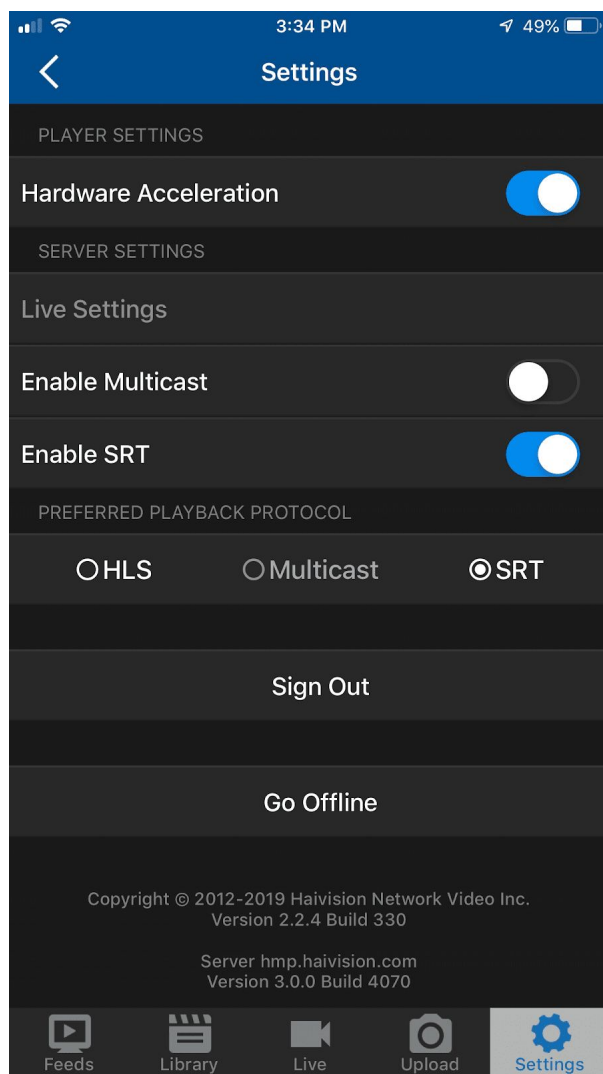 3:34 PM
49%
Settings
PLAYER SETTINGS
Hardware Acceleration
SERVER SETTINGS
Live Settings
Enable Multicast
Enable SRT
PREFERRED PLAYBACK PROTOCOL
HLS Multicast SRT
Sign Out
Go Offline
Copyright © 2012-2019 Haivision Network Video Inc.
Version 2.2.4 Build 330
Server hmp.haivision.com
Version 3.0.0 Build 4070
Feeds Library Live Upload Settings